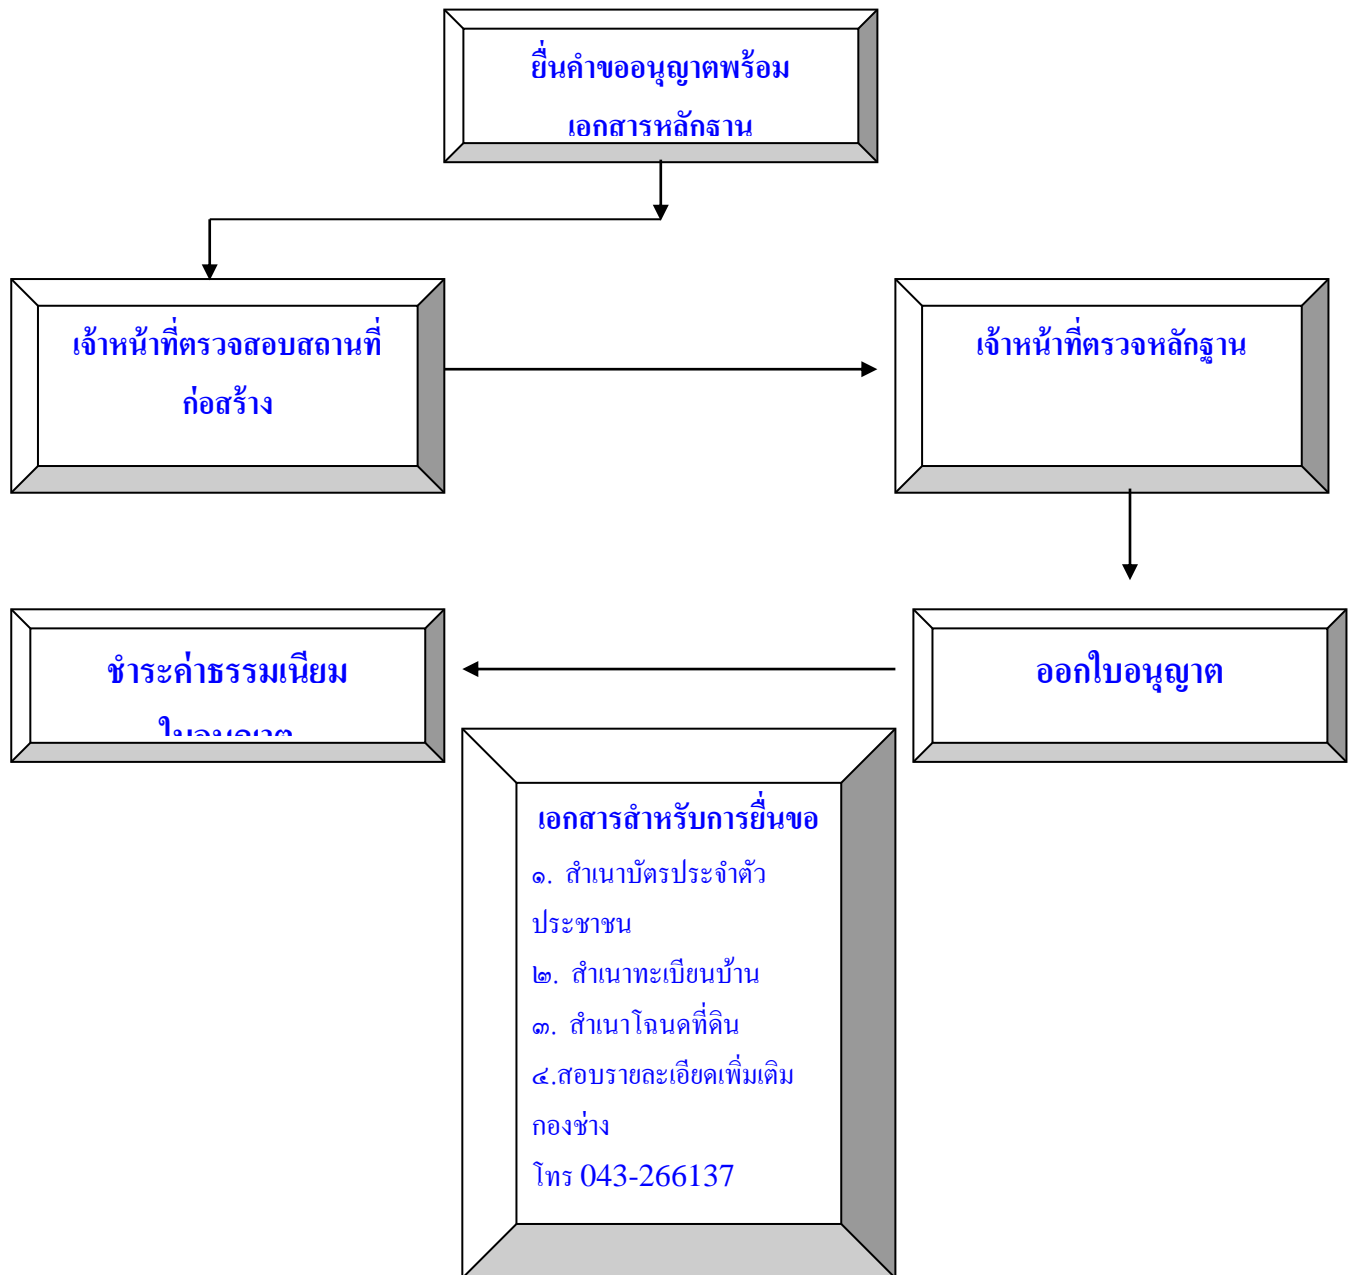 ยื่นคำขออนุญาตพร้อม
เอกสารหลักฐาน
เจ้าหน้าที่ตรวจสอบสถานที่
ก่อสร้าง
เจ้าหน้าที่ตรวจหลักฐาน
ชำระค่าธรรมเนียม
ใบอนุญาต
ออกใบอนุญาต
เอกสารสำหรับการยื่นขอ
๑. สำเนาบัตรประจำตัว
ประชาชน
๒. สำเนาทะเบียนบ้าน
๓. สำเนาโฉนดที่ดิน
๔.สอบรายละเอียดเพิ่มเติม
กองช่าง
โทร 043-266137